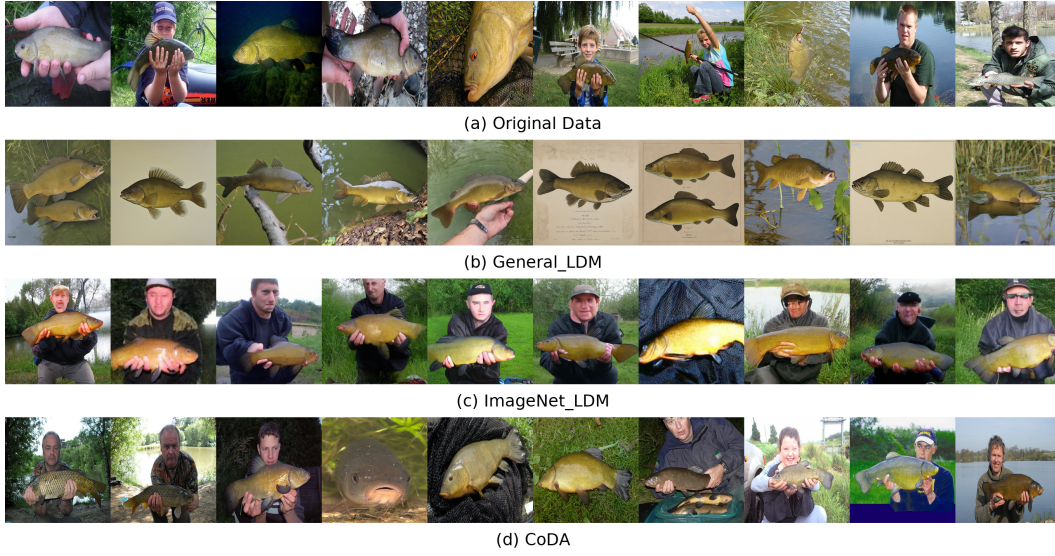 (a) Original Data
(b) General_LDM
(c) ImageNet_LDM
(d) CoDA